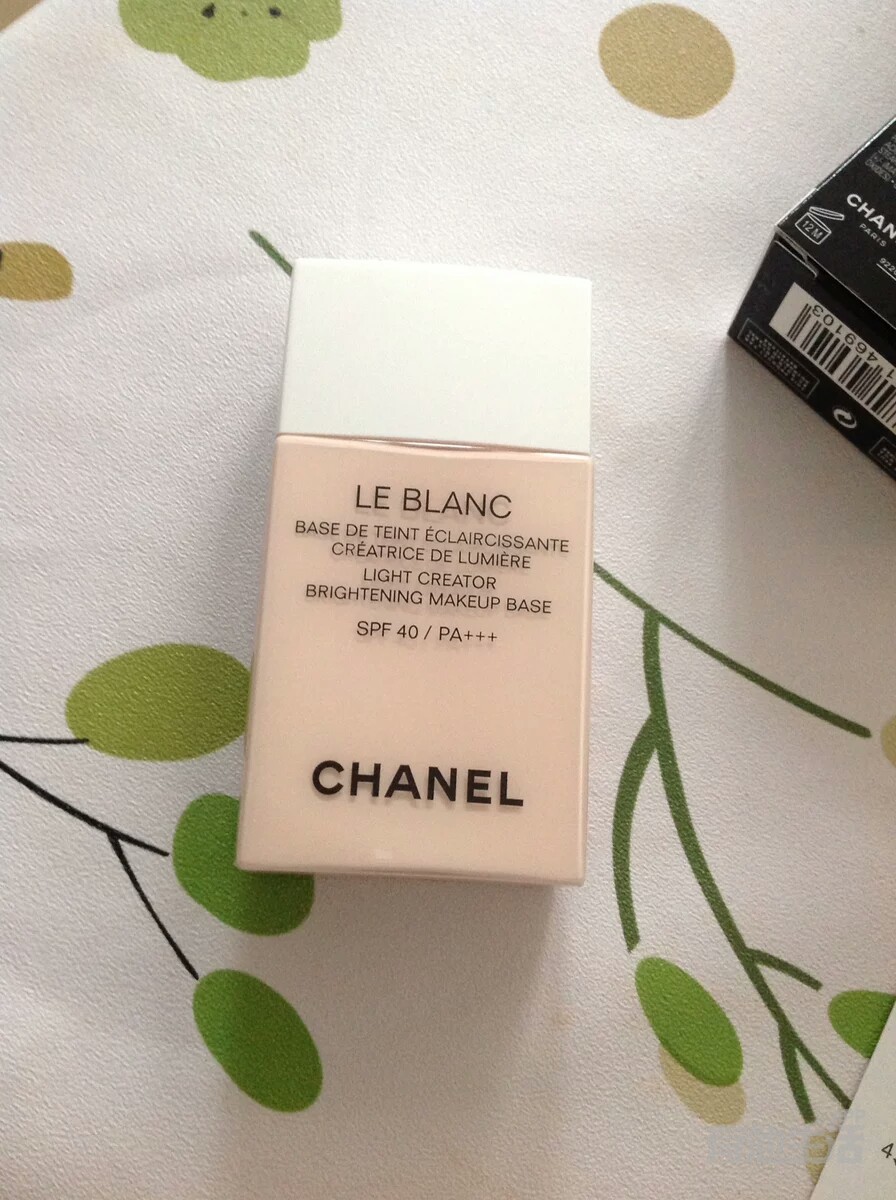 LE BLANC
BASE DE TEINT ÉCLAIRCISSANTE
CRÉATRICE DE LUMIÈRE
LIGHT CREATOR
BRIGHTENING MAKEUP BASE
SPF 40 / PA+++
CHANEL
12M
PARIS
469103